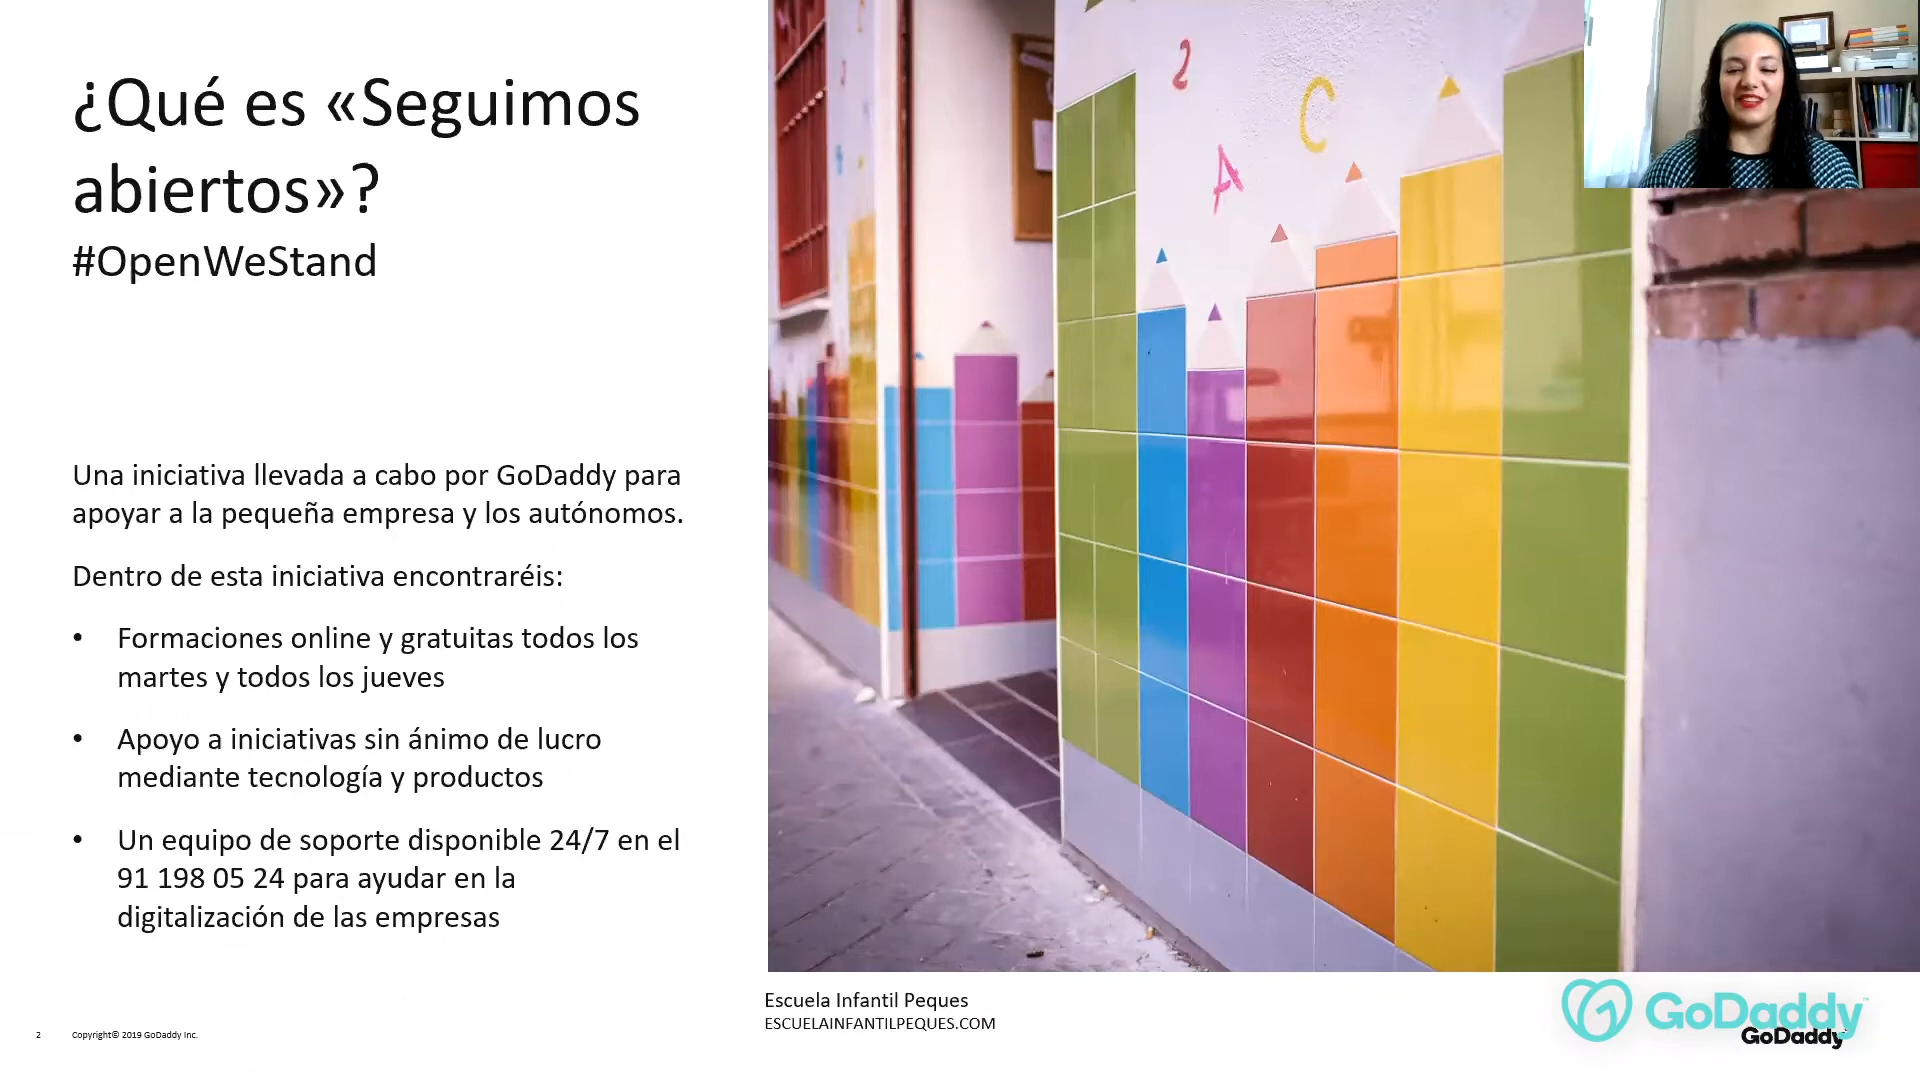 ¿Qué es «Seguimos
abiertos»?
#OpenWeStand
Una iniciativa llevada a cabo por GoDaddy para
apoyar a la pequeña empresa y los autónomos.
Dentro de esta iniciativa encontraréis:
• Formaciones online y gratuitas todos los
martes y todos los jueves
• Apoyo a iniciativas sin ánimo de lucro
mediante tecnología y productos
• Un equipo de soporte disponible 24/7 en el
91 198 05 24 para ayudar en la
digitalización de las empresas
2
A
C
Escuela Infantil Peques
ESCUELAINFANTILPEQUES.COM
2 Copyright© 2019 GoDaddy Inc.
GoDaddy™
GoDaddy